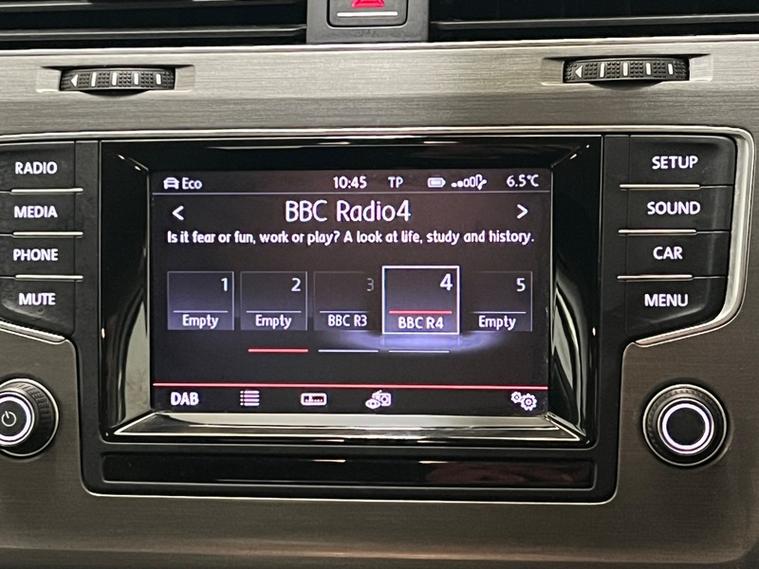 RADIO
MEDIA
PHONE
MUTE
Eco 10:45 TP 6.5°C
< BBC Radio4 >
Is it fear or fun, work or play? A look at life, study and history.
1 2 3 4 5
Empty Empty BBC R3 BBC R4 Empty
DAB
SETUP
SOUND
CAR
MENU